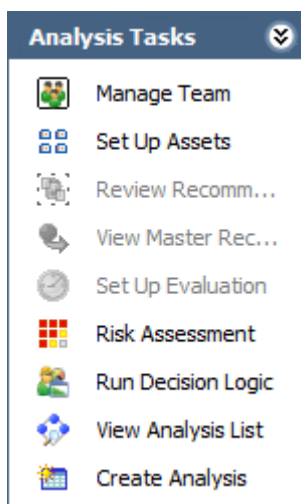 Analysis Tasks
Manage Team
Set Up Assets
Review Recomm...
View Master Rec...
Set Up Evaluation
Risk Assessment
Run Decision Logic
View Analysis List
Create Analysis